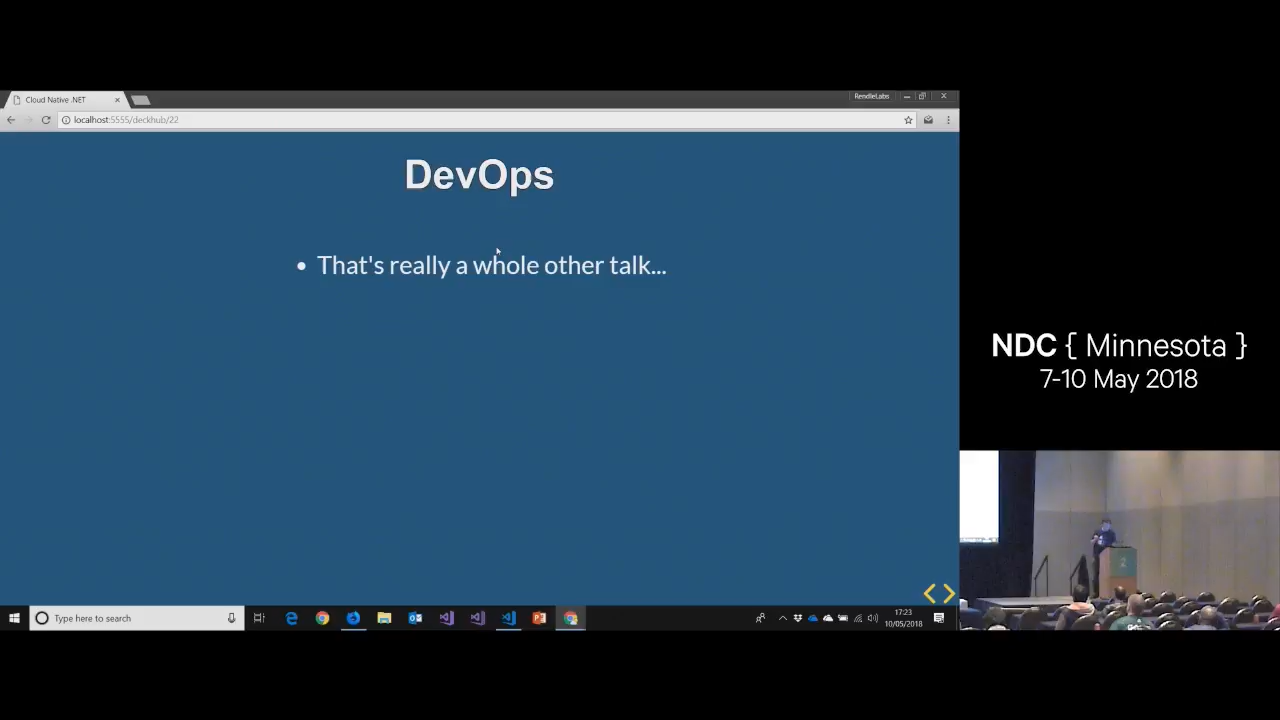 Cloud Native .NET
RendleLabs
localhost:5555/deckhub/22
DevOps
• That's really a whole other talk...
NDC { Minnesota }
7-10 May 2018
Type here to search
17:23
10/05/2018